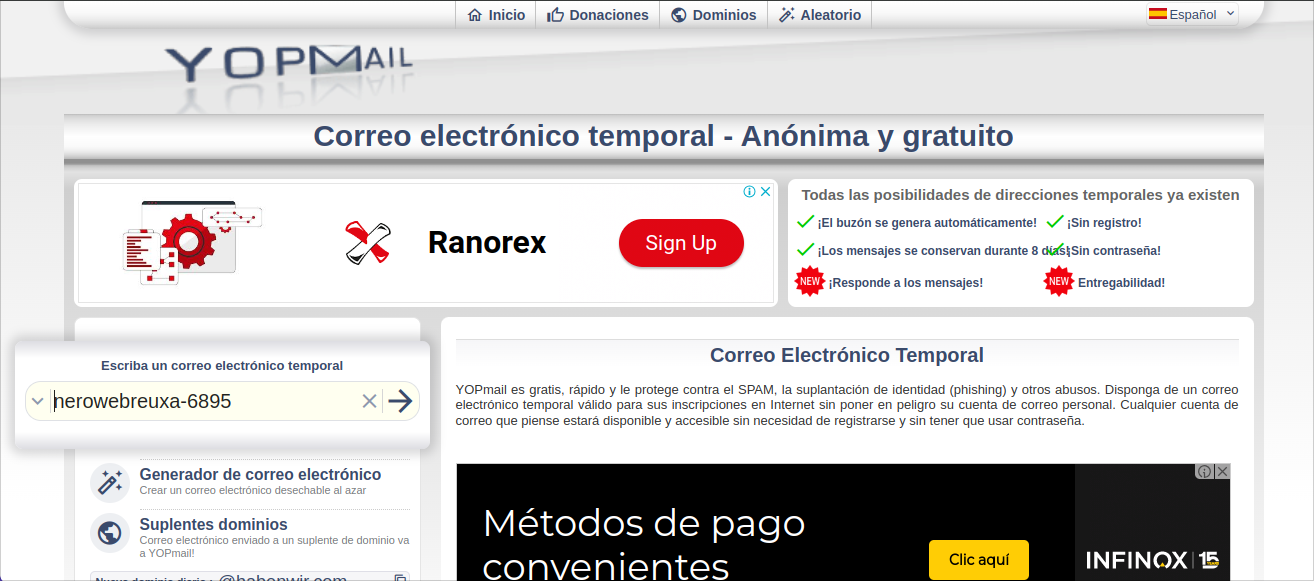 Inicio
Donaciones
Dominios
Aleatorio
Español
YOPMAIL
Correo electrónico temporal - Anónima y gratuito
Ranorex
Sign Up
Todas las posibilidades de direcciones temporales ya existen
¡El buzón se genera automáticamente!
¡Sin registro!
¡Los mensajes se conservan durante 8 días!
¡Sin contraseña!
NEW ¡Responde a los mensajes!
NEW Entregabilidad!
Escriba un correo electrónico temporal
nerowebreuxa-6895
Generador de correo electrónico
Crear un correo electrónico desechable al azar
Suplentes dominios
Correo electrónico enviado a un suplente de dominio va
a YOPmail!
Nuevo dominio diario : @habenwir.com
Correo Electrónico Temporal
YOPmail es gratis, rápido y le protege contra el SPAM, la suplantación de identidad (phishing) y otros abusos. Disponga de un correo
electrónico temporal válido para sus inscripciones en Internet sin poner en peligro su cuenta de correo personal. Cualquier cuenta de
correo que piense estará disponible y accesible sin necesidad de registrarse y sin tener que usar contraseña.
Métodos de pago
convenientes
Clic aquí
INFINOX 15